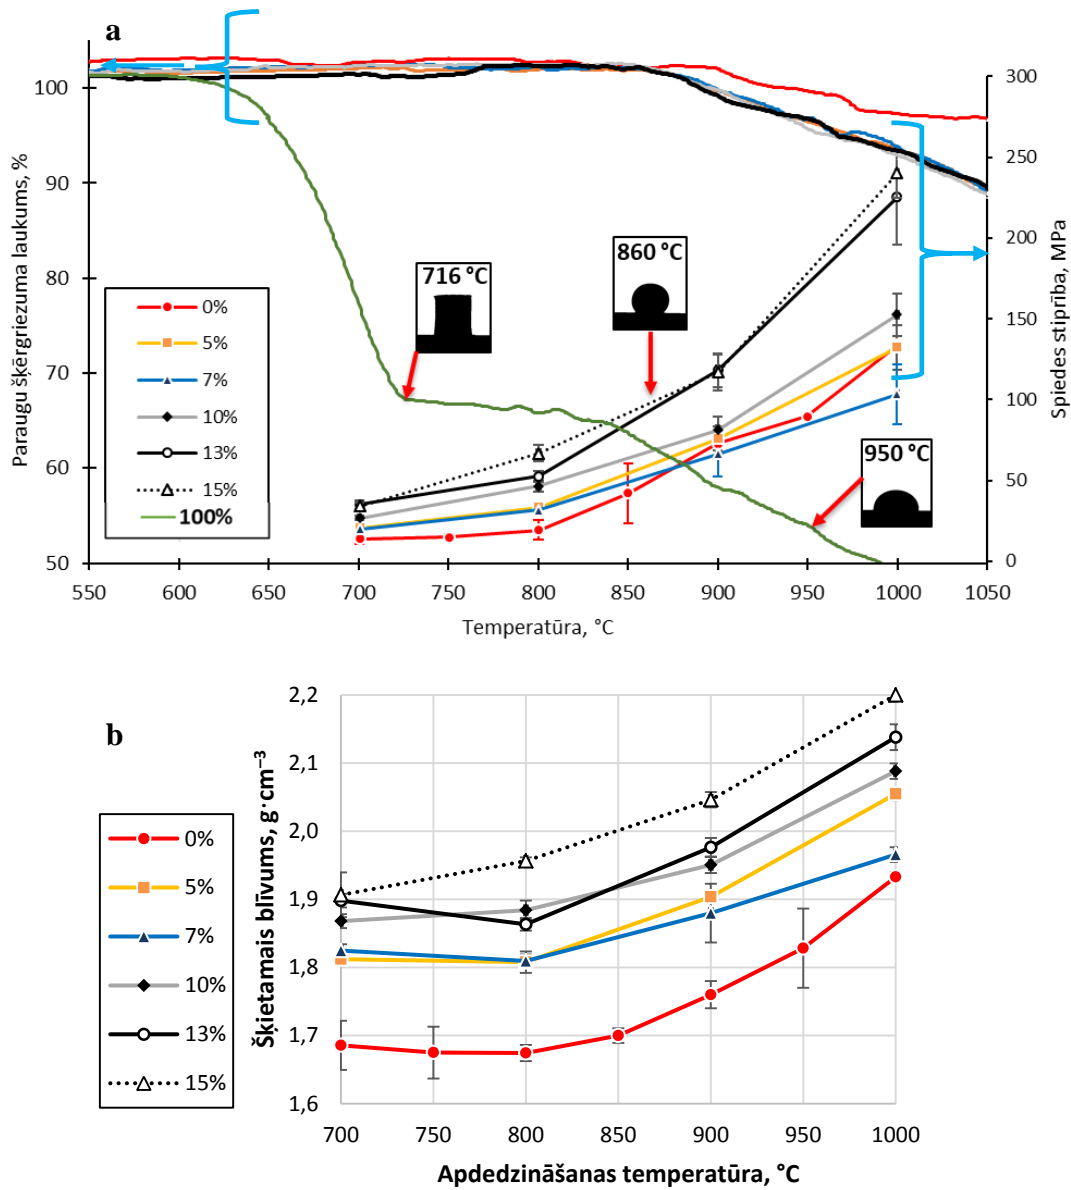 a
100
90
80
70
60
50
Paraugu šķērgriezuma laukums, %
300
250
200
150
100
50
0
Spiedes stiprība, MPa
716 °C
860 °C
950 °C
0%
5%
7%
10%
13%
15%
100%
550 600 650 700 750 800 850 900 950 1000 1050
Temperatūra, °C
b
2,2
2,1
2,0
1,9
1,8
1,7
1,6
Šķietamais blīvums, g·cm⁻³
0%
5%
7%
10%
13%
15%
700 750 800 850 900 950 1000
Apdedzināšanas temperatūra, °C